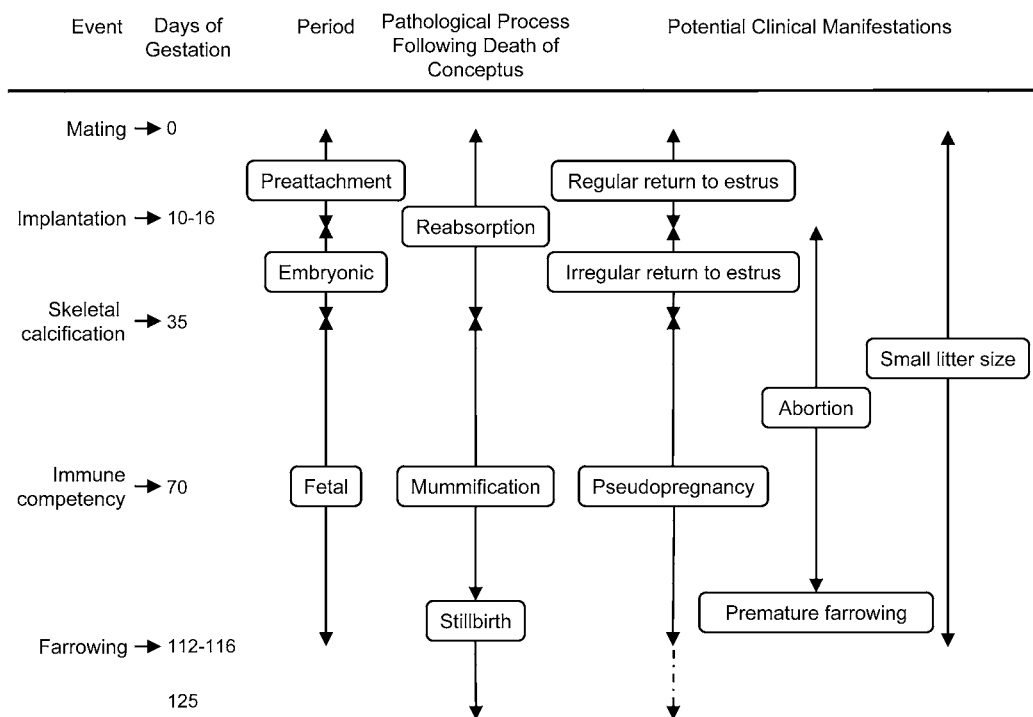 Event
Days of
Gestation
Period
Pathological Process
Following Death of
Conceptus
Potential Clinical Manifestations
Mating
0
Preattachment
Regular return to estrus
Implantation
10-16
Reabsorption
Embryonic
Irregular return to estrus
Skeletal
calcification
35
Small litter size
Abortion
Immune
competency
70
Fetal
Mummification
Pseudopregnancy
Stillbirth
Premature farrowing
Farrowing
112-116
125